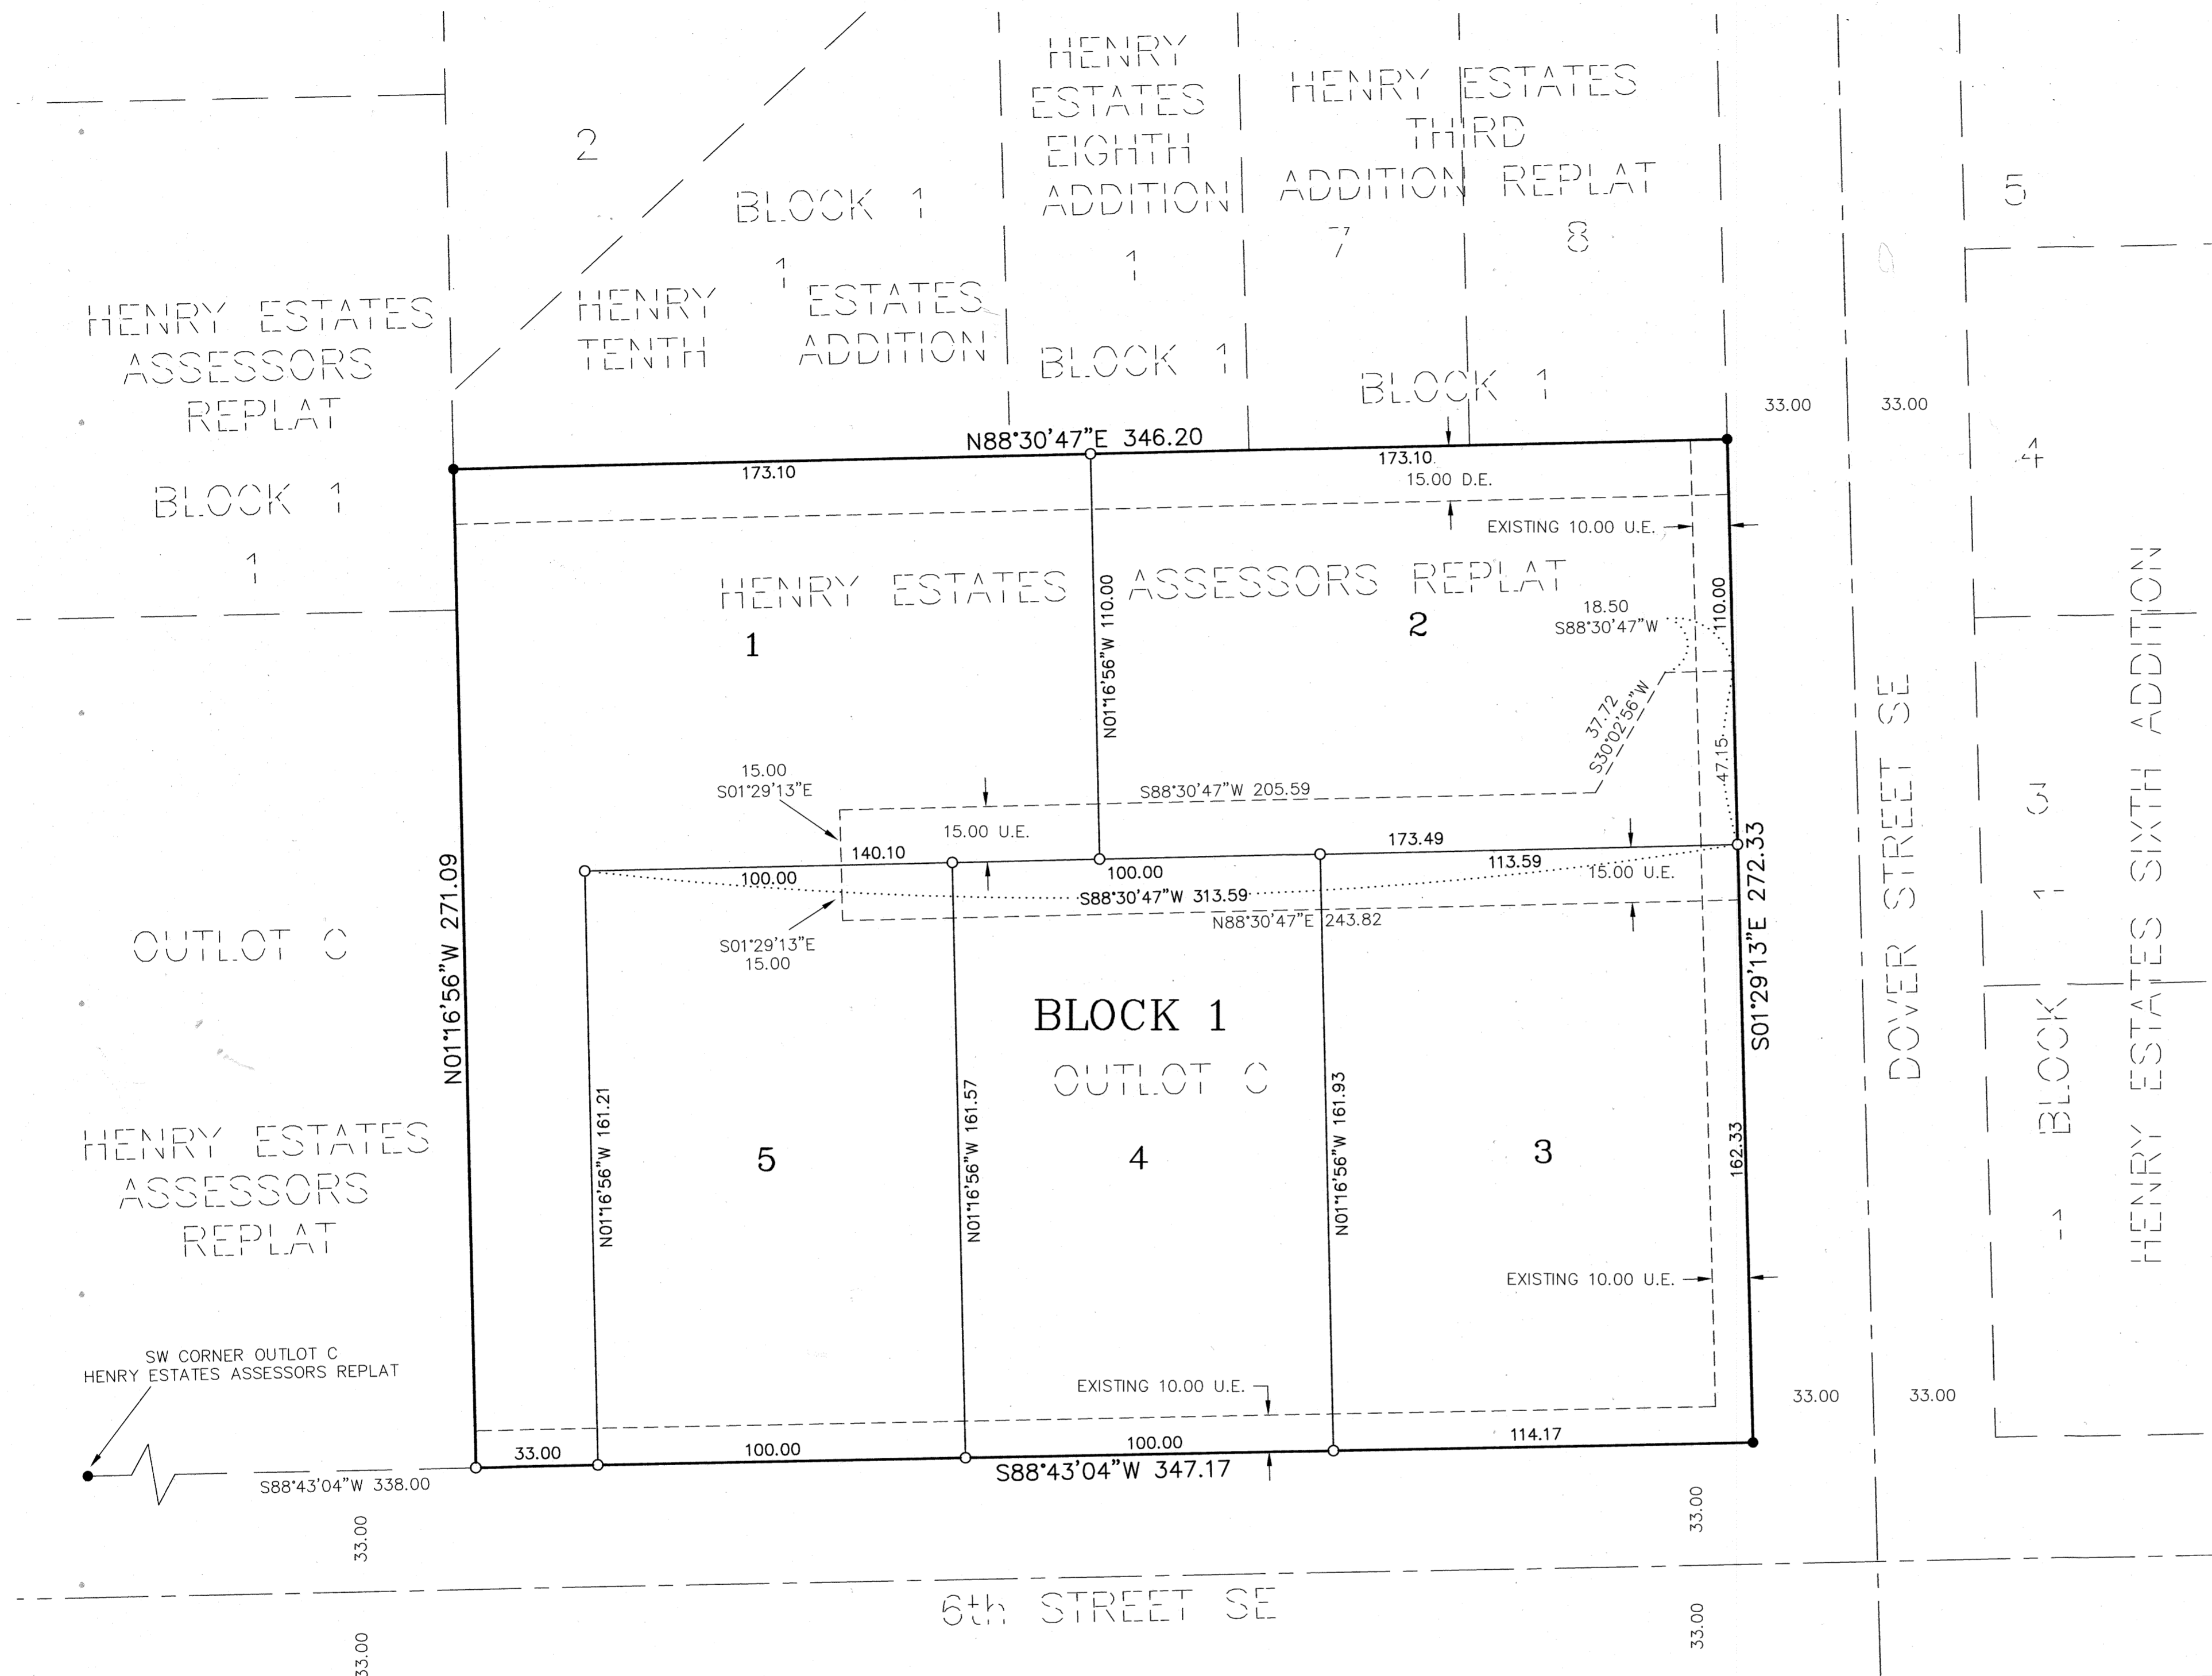 HENRY
ESTATES
EIGHTH
ADDITION
1
BLOCK 1
HENRY ESTATES
THIRD
ADDITION REPLAT
7
8
BLOCK 1
2
BLOCK 1
1
HENRY ESTATES
TENTH ADDITION
HENRY ESTATES
ASSESSORS
REPLAT
BLOCK 1
1
5
4
3
1
1
BLOCK
HENRY ESTATES SIXTH ADDITION
33.00
33.00
N88°30'47"E 346.20
173.10
173.10
15.00 D.E.
EXISTING 10.00 U.E.
HENRY ESTATES ASSESSORS REPLAT
1
2
N01°16'56"W 110.00
110.00
18.50
S88°30'47"W
37.72
S30°02'56"W
47.15
15.00
S01°29'13"E
S88°30'47"W 205.59
15.00 U.E.
140.10
173.49
100.00
100.00
113.59
15.00 U.E.
S88°30'47"W 313.59
N88°30'47"E 243.82
S01°29'13"E
15.00
N01°16'56"W 271.09
S01°29'13"E 272.33
DOVER STREET SE
OUTLOT C
HENRY ESTATES
ASSESSORS
REPLAT
BLOCK 1
OUTLOT C
N01°16'56"W 161.21
N01°16'56"W 161.57
N01°16'56"W 161.93
162.33
5
4
3
EXISTING 10.00 U.E.
EXISTING 10.00 U.E.
SW CORNER OUTLOT C
HENRY ESTATES ASSESSORS REPLAT
33.00
33.00
33.00
100.00
100.00
114.17
S88°43'04"W 347.17
S88°43'04"W 338.00
33.00
33.00
6th STREET SE
33.00
33.00